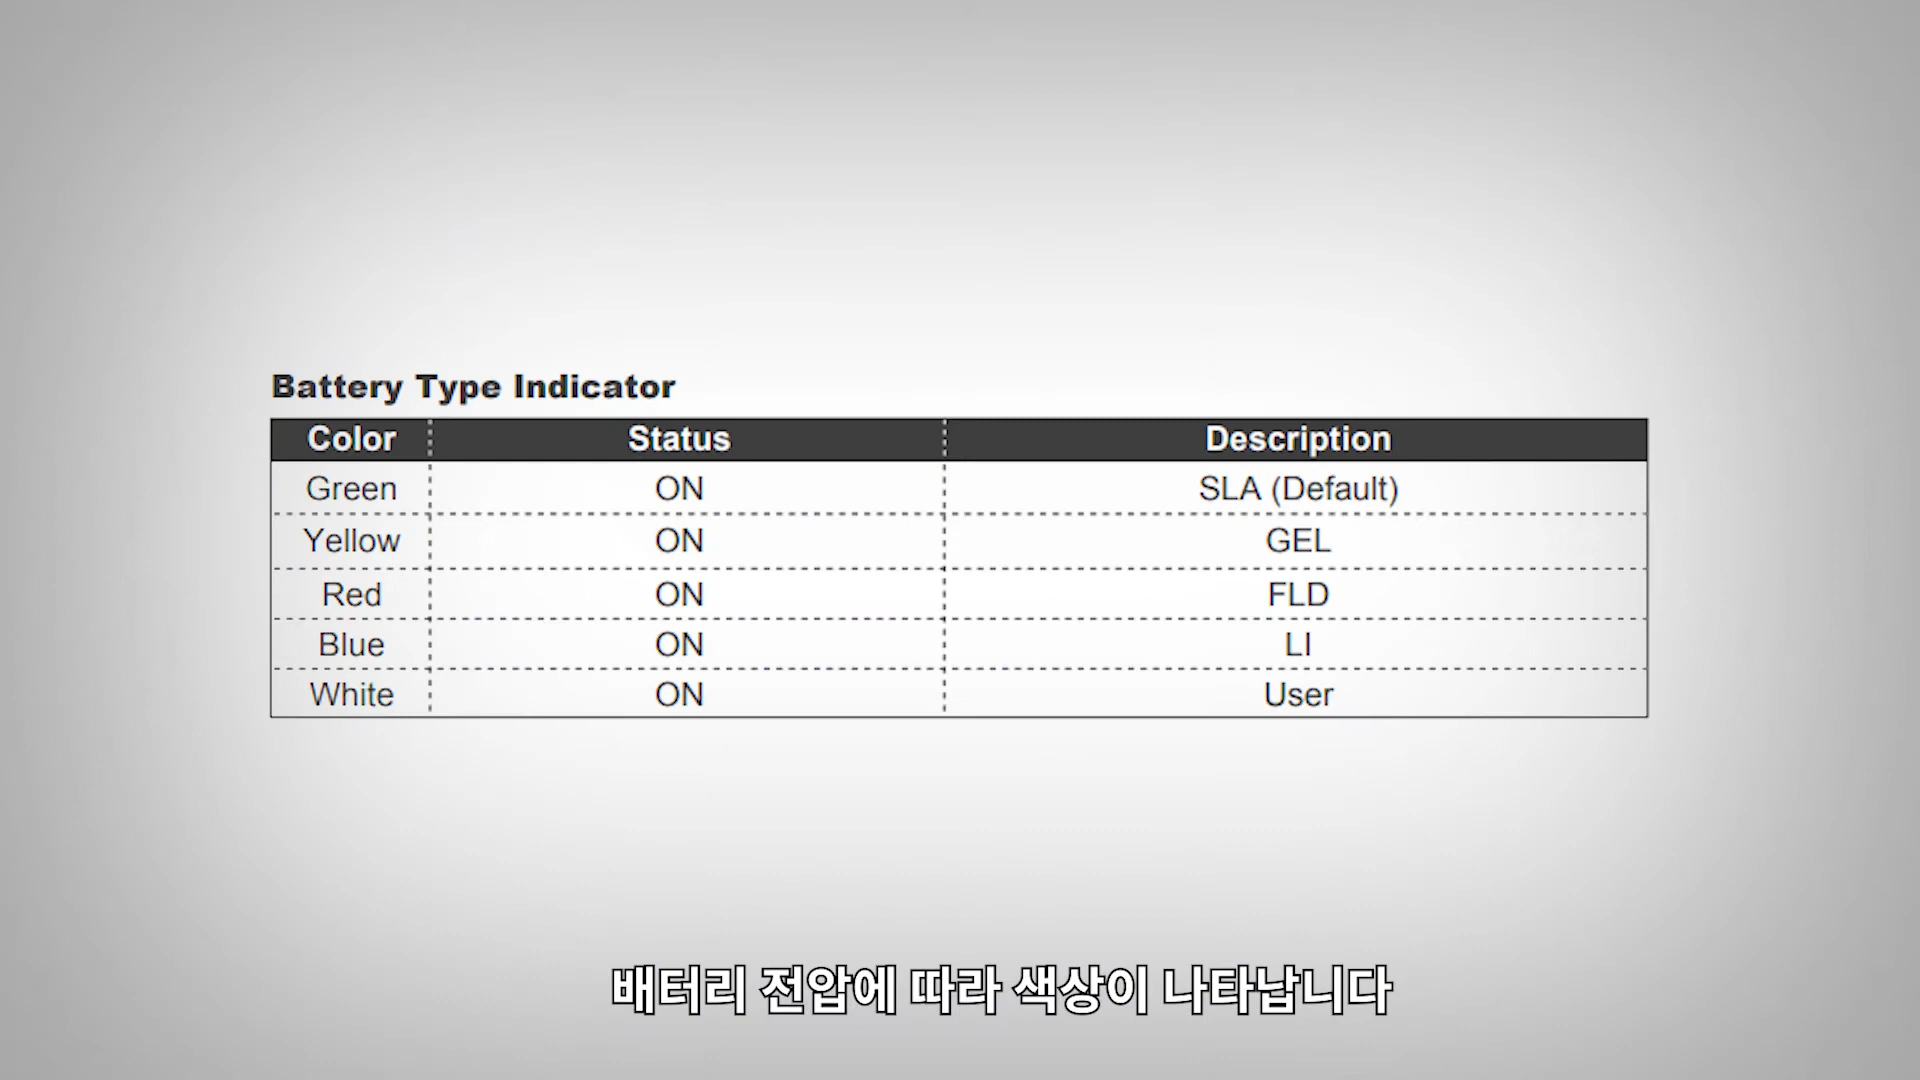 Battery Type Indicator
Color Status Description
Green ON SLA (Default)
Yellow ON GEL
Red ON FLD
Blue ON LI
White ON User
배터리 전압에 따라 색상이 나타납니다